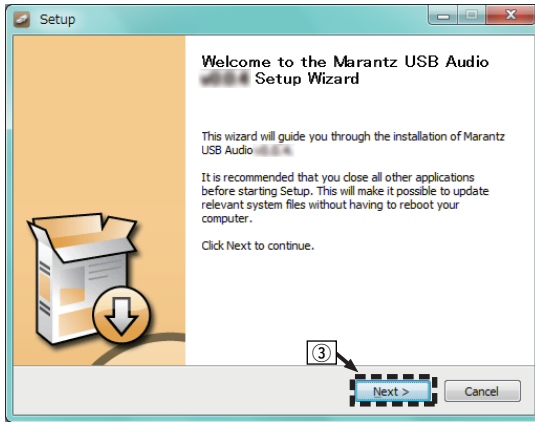 Setup
Welcome to the Marantz USB Audio
Setup Wizard
This wizard will guide you through the installation of Marantz
USB Audio
It is recommended that you close all other applications
before starting Setup. This will make it possible to update
relevant system files without having to reboot your
computer.
Click Next to continue.
③
Next >
Cancel